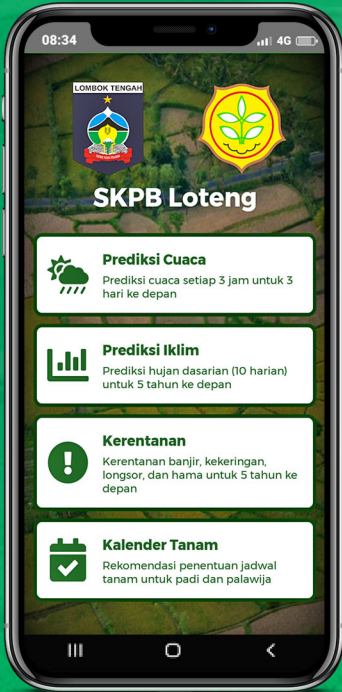 08:34
4G
LOMBOK TENGAH
SKPB Loteng
Prediksi Cuaca
Prediksi cuaca setiap 3 jam untuk 3
hari ke depan
Prediksi Iklim
Prediksi hujan dasarian (10 harian)
untuk 5 tahun ke depan
Kerentanan
Kerentanan banjir, kekeringan,
longsor, dan hama untuk 5 tahun ke
depan
Kalender Tanam
Rekomendasi penentuan jadwal
tanam untuk padi dan palawija